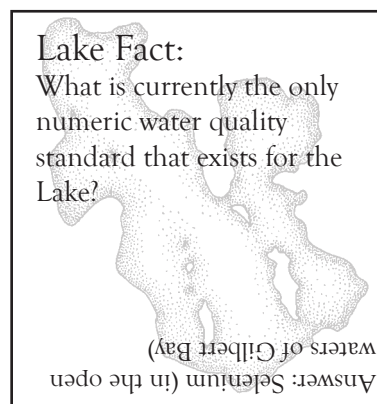 Lake Fact:
What is currently the only
numeric water quality
standard that exists for the
Lake?
Answer: Selenium (in the open
waters of Gilbert Bay)